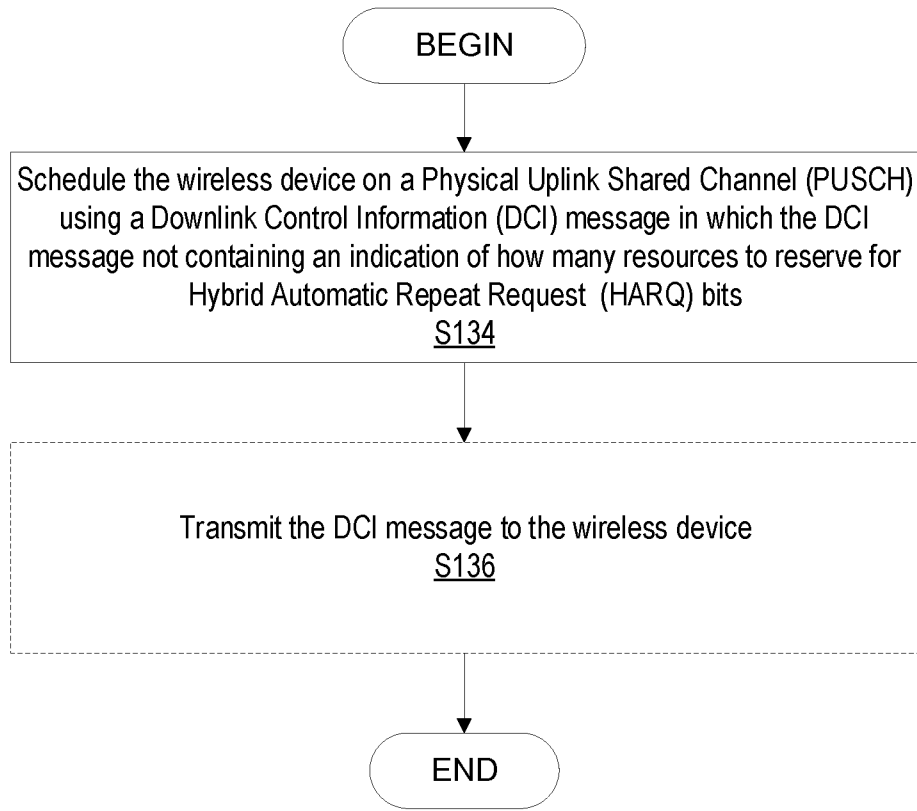 BEGIN
Schedule the wireless device on a Physical Uplink Shared Channel (PUSCH)
using a Downlink Control Information (DCI) message in which the DCI
message not containing an indication of how many resources to reserve for
Hybrid Automatic Repeat Request (HARQ) bits
S134
Transmit the DCI message to the wireless device
S136
END